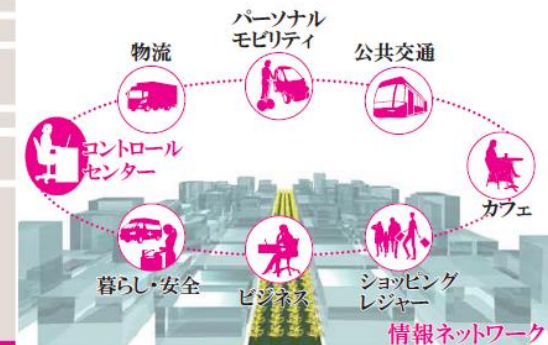 パーソナル
モビリティ
物流
公共交通
コントロール
センター
カフェ
暮らし・安全
ビジネス
ショッピング
レジャー
情報ネットワーク